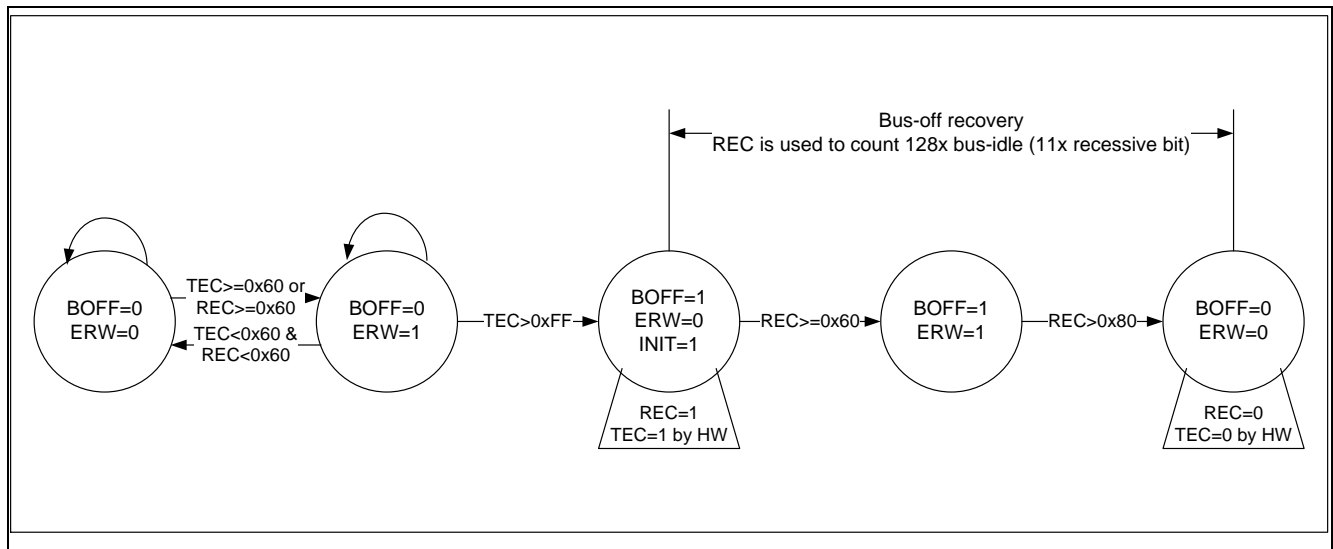 Bus-off recovery
REC is used to count 128x bus-idle (11x recessive bit)
BOFF=0
ERW=0
TEC>=0x60 or
REC>=0x60
TEC<0x60 &
REC<0x60
BOFF=0
ERW=1
TEC>0xFF
BOFF=1
ERW=0
INIT=1
REC=1
TEC=1 by HW
REC>=0x60
BOFF=1
ERW=1
REC>0x80
BOFF=0
ERW=0
REC=0
TEC=0 by HW